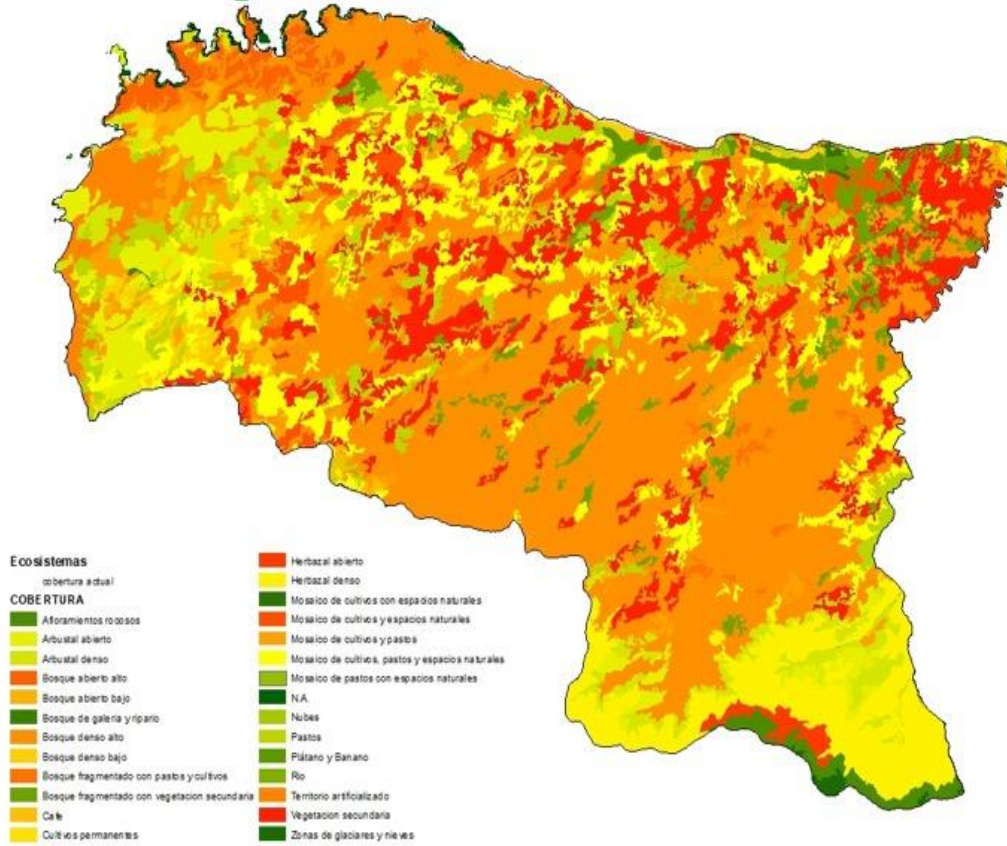 Ecosistemas
cobertura actual
COBERTURA
Afloramientos rocosos
Arbustal abierto
Arbustal denso
Bosque abierto alto
Bosque abierto bajo
Bosque de galeria y ripario
Bosque denso alto
Bosque denso bajo
Bosque fragmentado con pastos y cultivos
Bosque fragmentado con vegetacion secundaria
Cafe
Cultivos permanentes
Herbazal abierto
Herbazal denso
Mosaico de cultivos con espacios naturales
Mosaico de cultivos y espacios naturales
Mosaico de cultivos y pastos
Mosaico de cultivos, pastos y espacios naturales
Mosaico de pastos con espacios naturales
N.A.
Nubes
Pastos
Plátano y Banano
Rio
Territorio artificializado
Vegetacion secundaria
Zonas de glaciares y nieves